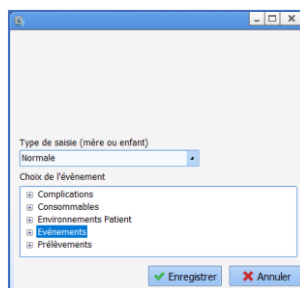 Type de saisie (mère ou enfant)
Normale
Choix de l'évènement
Complications
Consommables
Environnements Patient
Evénements
Prélèvements
Enregistrer
Annuler